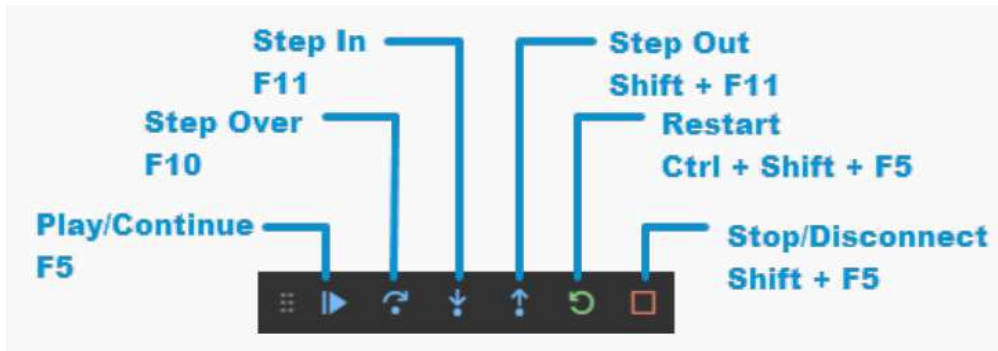 Step In
F11
Step Out
Shift + F11
Step Over
F10
Restart
Ctrl + Shift + F5
Play/Continue
F5
Stop/Disconnect
Shift + F5